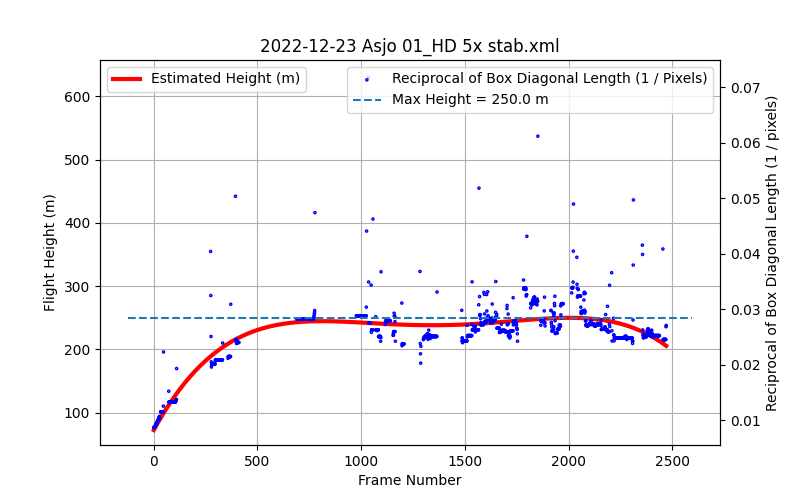 2022-12-23 Asjo 01_HD 5x stab.xml
Estimated Height (m)
Reciprocal of Box Diagonal Length (1 / Pixels)
Max Height = 250.0 m
Flight Height (m)
600
500
400
300
200
100
0.07
0.06
0.05
0.04
0.03
0.02
0.01
Reciprocal of Box Diagonal Length (1 / pixels)
0 500 1000 1500 2000 2500
Frame Number